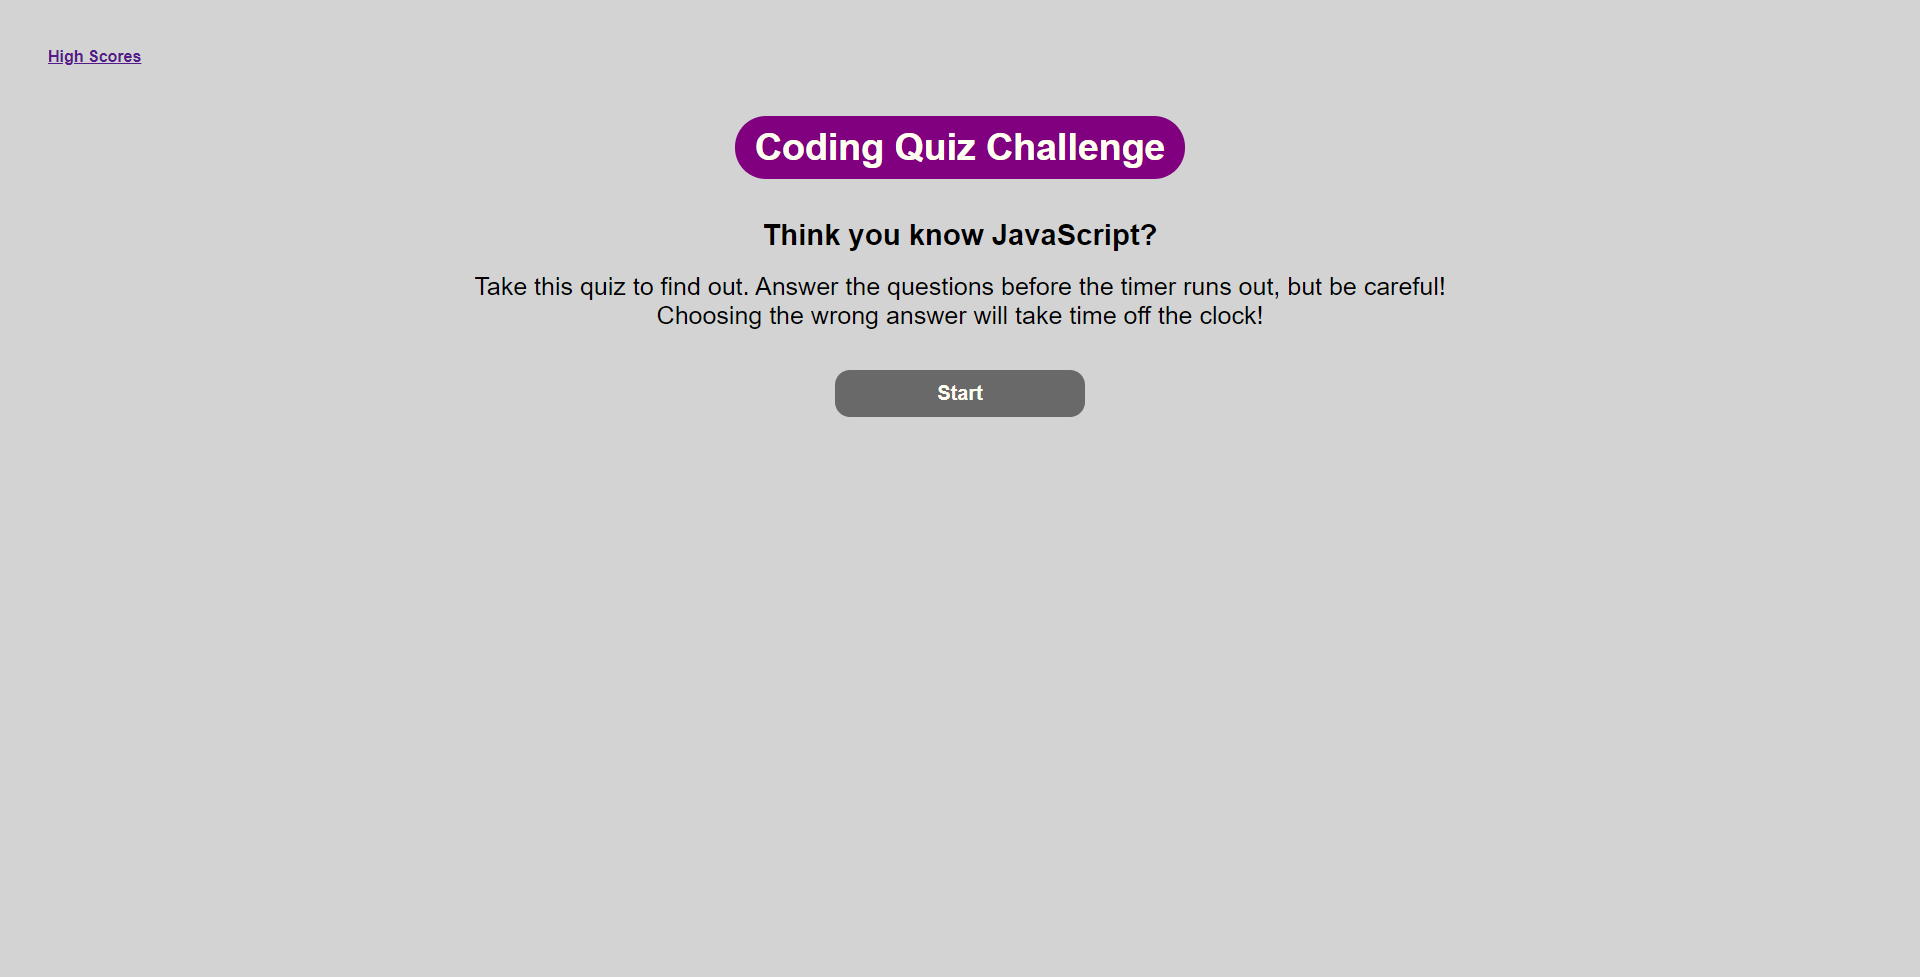 High Scores
Coding Quiz Challenge
Think you know JavaScript?
Take this quiz to find out. Answer the questions before the timer runs out, but be careful!
Choosing the wrong answer will take time off the clock!
Start